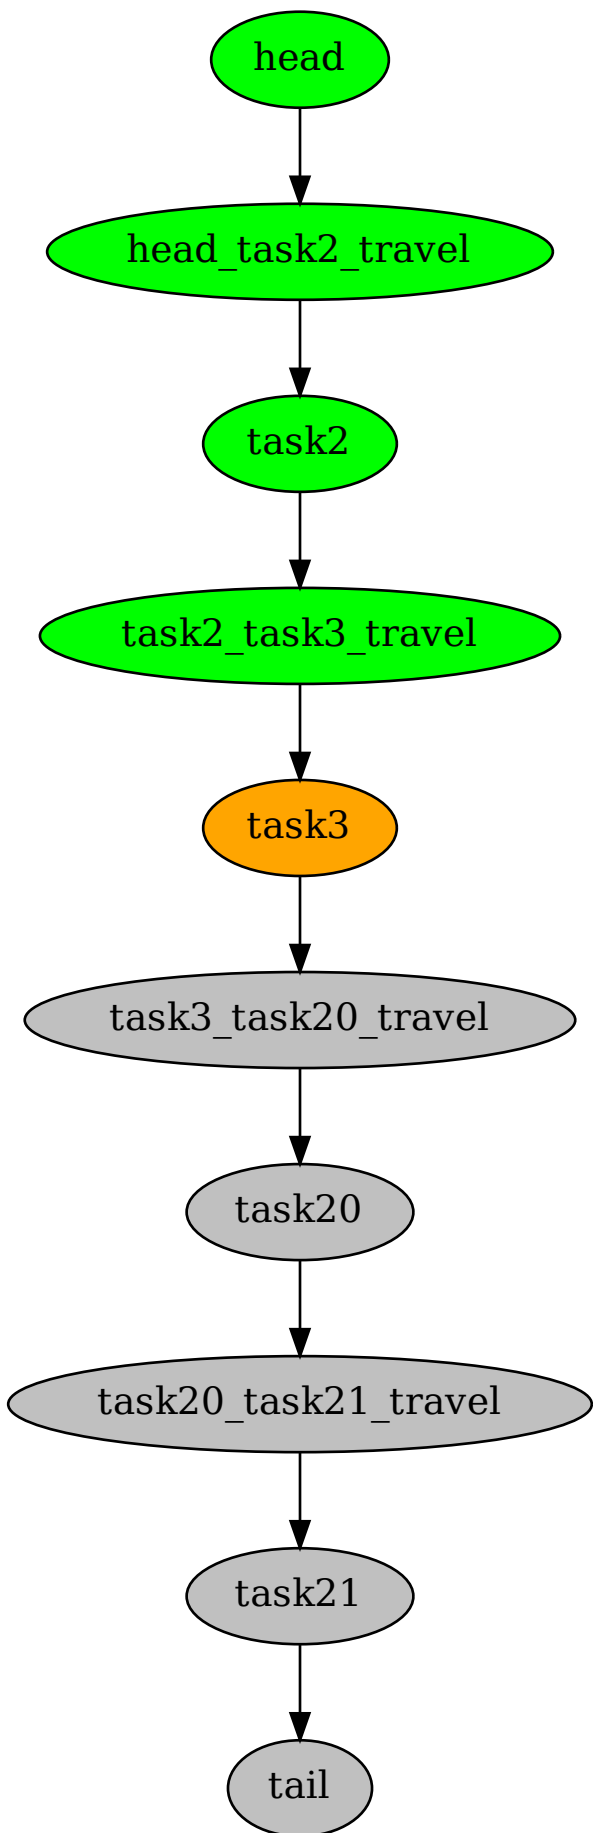 head
head_task2_travel
task2
task2_task3_travel
task3
task3_task20_travel
task20
task20_task21_travel
task21
tail